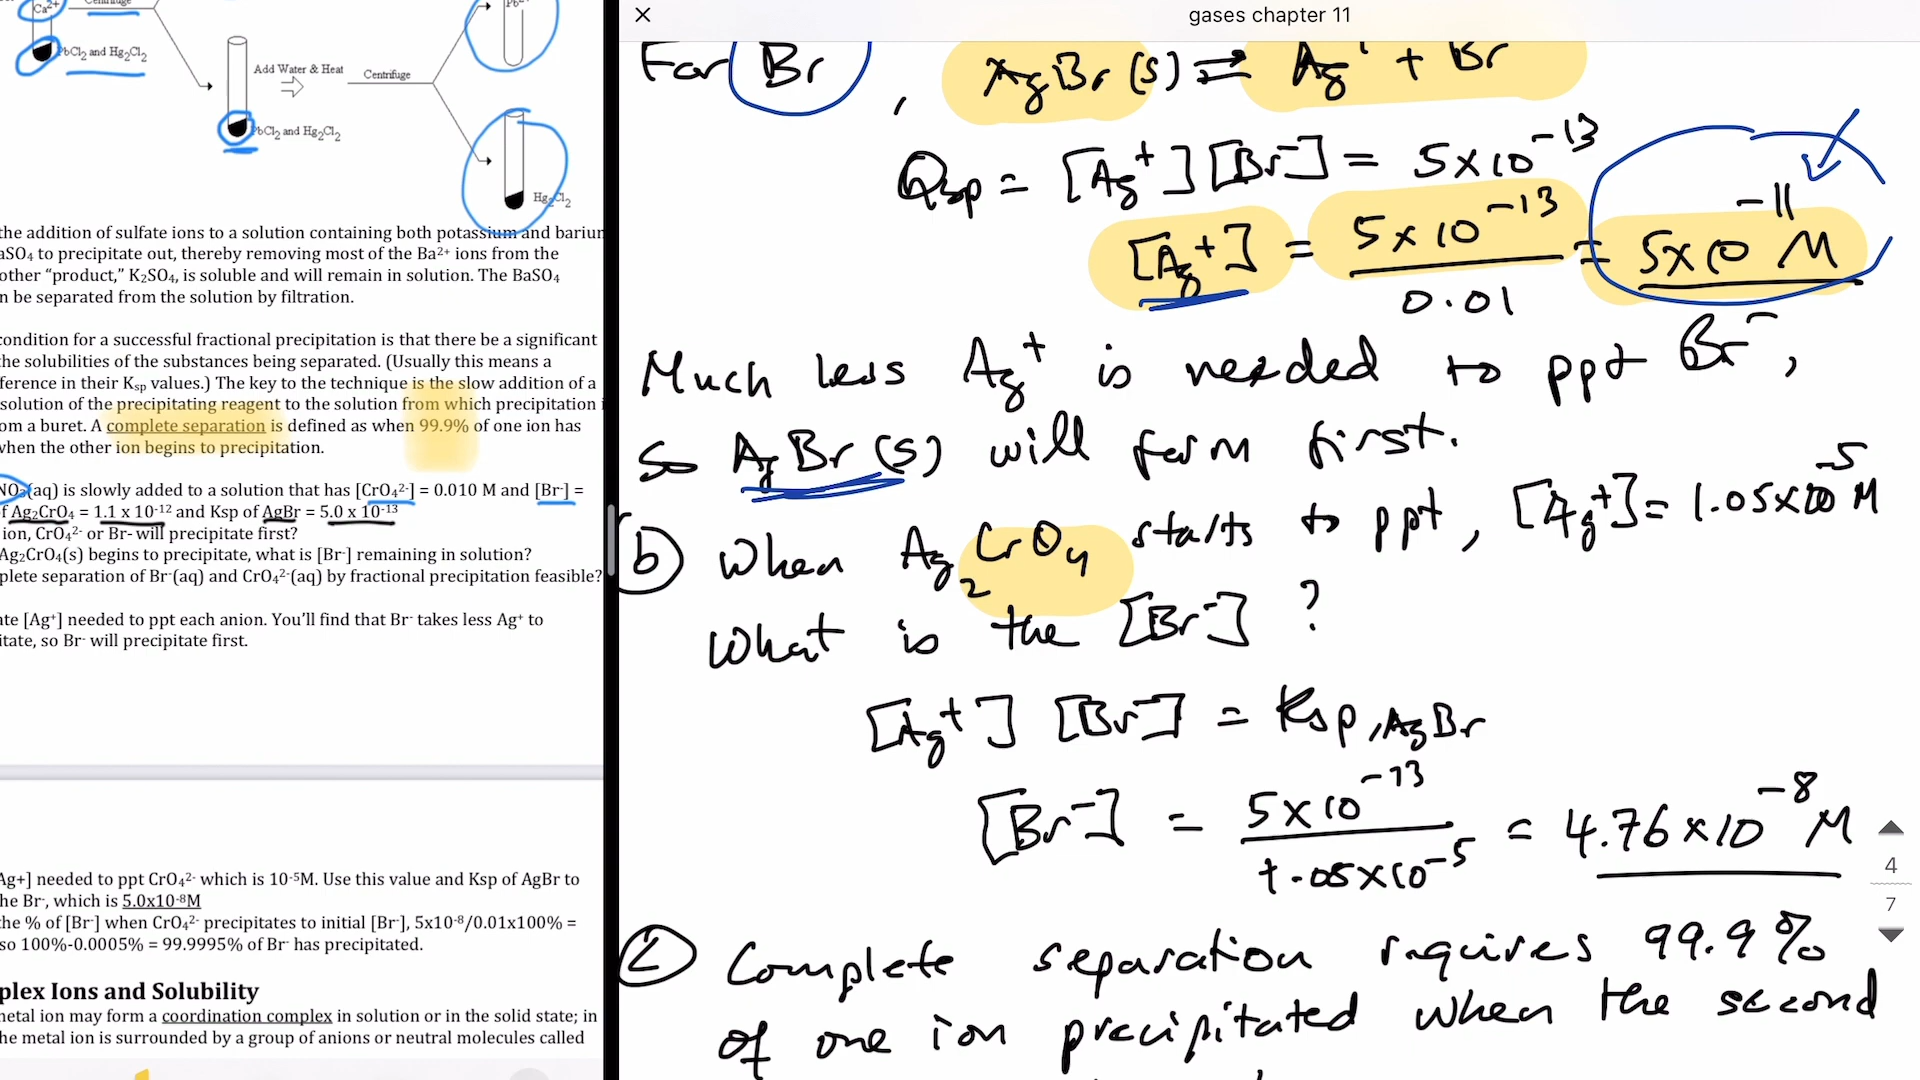 Ca2+
Centrifuge
PbCl2 and Hg2Cl2
Add Water & Heat
Centrifuge
PbCl2 and Hg2Cl2
Hg2Cl2
the addition of sulfate ions to a solution containing both potassium and bariun
aSO4 to precipitate out, thereby removing most of the Ba2+ ions from the
other “product,” K2SO4, is soluble and will remain in solution. The BaSO4
n be separated from the solution by filtration.
condition for a successful fractional precipitation is that there be a significant
the solubilities of the substances being separated. (Usually this means a
ference in their Ksp values.) The key to the technique is the slow addition of a
solution of the precipitating reagent to the solution from which precipitation i
om a buret. A complete separation is defined as when 99.9% of one ion has
when the other ion begins to precipitation.
NO3(aq) is slowly added to a solution that has [CrO42-] = 0.010 M and [Br-] =
f Ag2CrO4 = 1.1 x 10-12 and Ksp of AgBr = 5.0 x 10-13
ion, CrO42- or Br- will precipitate first?
Ag2CrO4(s) begins to precipitate, what is [Br-] remaining in solution?
plete separation of Br-(aq) and CrO42-(aq) by fractional precipitation feasible?
ate [Ag+] needed to ppt each anion. You’ll find that Br- takes less Ag+ to
itate, so Br- will precipitate first.
Ag+] needed to ppt CrO42- which is 10-5M. Use this value and Ksp of AgBr to
he Br-, which is 5.0x10-8M
the % of [Br-] when CrO42- precipitates to initial [Br-], 5x10-8/0.01x100% =
so 100%-0.0005% = 99.9995% of Br- has precipitated.
plex Ions and Solubility
metal ion may form a coordination complex in solution or in the solid state; in
he metal ion is surrounded by a group of anions or neutral molecules called
gases chapter 11
For Br , AgBr(s) ⇌ Ag+ + Br
Qsp = [Ag+][Br-] = 5x10-13
[Ag+] = 5x10-13 / 0.01 = 5x10-11 M
Much less Ag+ is needed to ppt Br-,
so AgBr(s) will form first.
b) When Ag2CrO4 starts to ppt, [Ag+] = 1.05x10-5 M
What is the [Br-] ?
[Ag+] [Br-] = Ksp, AgBr
[Br-] = 5x10-13 / 1.05x10-5 = 4.76x10-8 M
c) Complete separation requires 99.9%
of one ion precipitated when the second
4
7